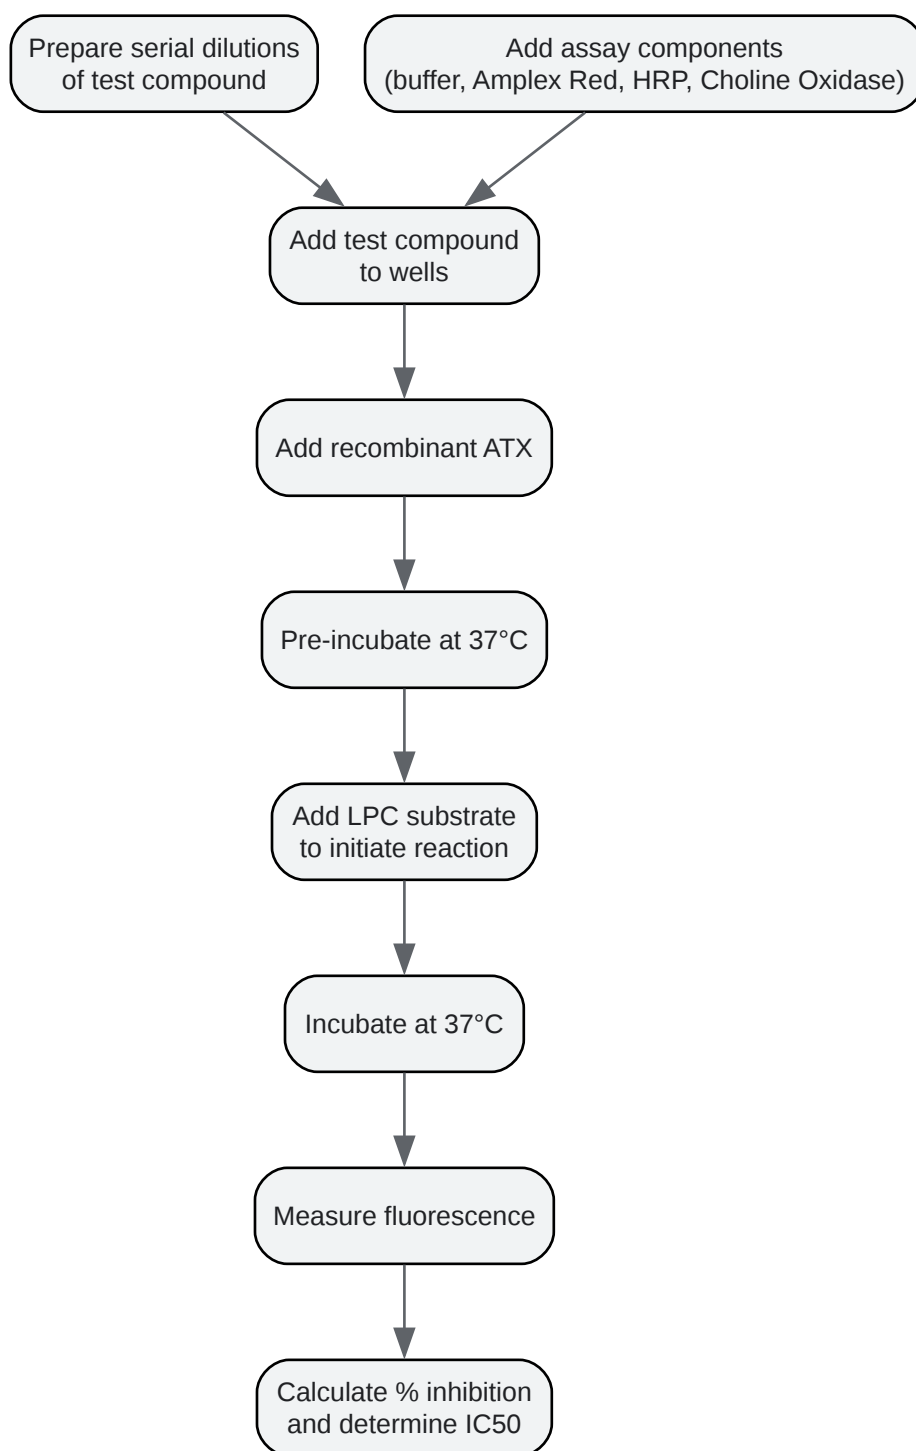 Prepare serial dilutions
of test compound
Add assay components
(buffer, Amplex Red, HRP, Choline Oxidase)
Add test compound
to wells
Add recombinant ATX
Pre-incubate at 37°C
Add LPC substrate
to initiate reaction
Incubate at 37°C
Measure fluorescence
Calculate % inhibition
and determine IC50